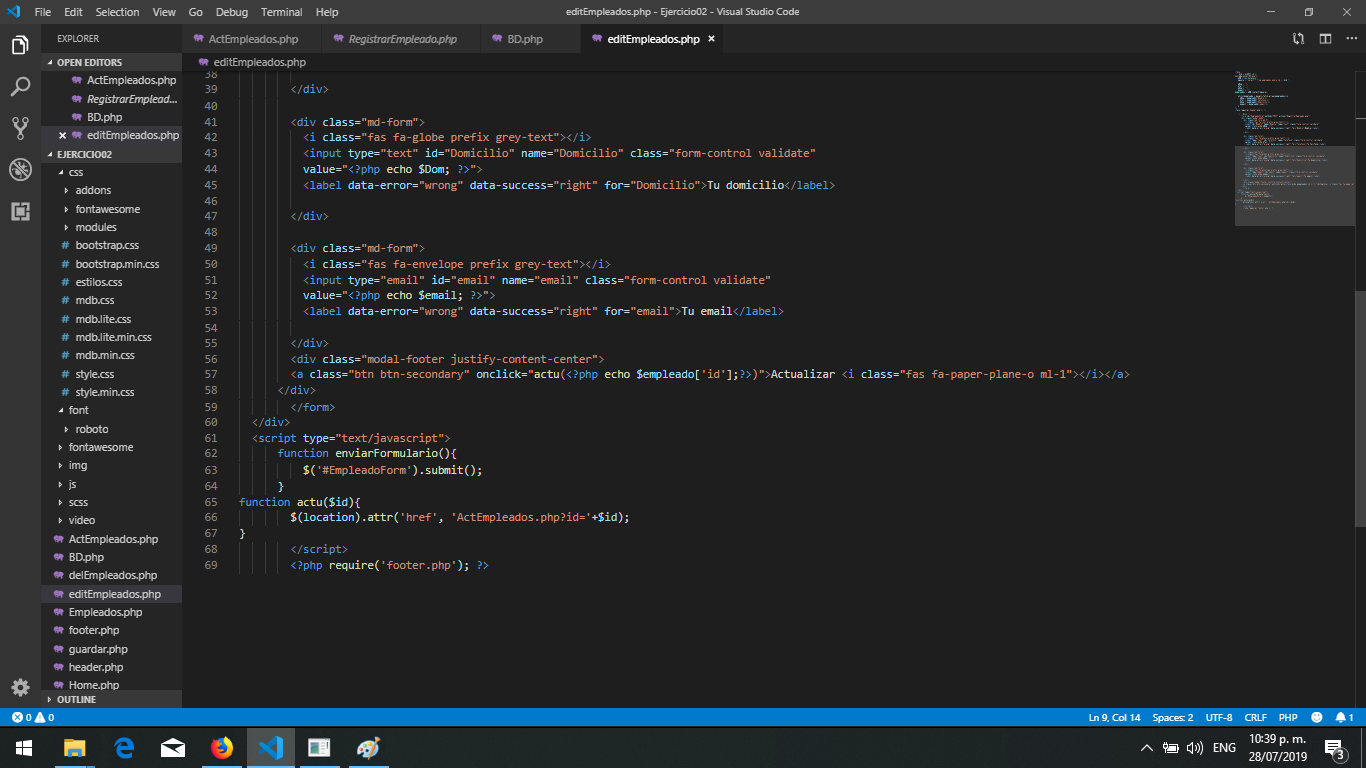 File Edit Selection View Go Debug Terminal Help
editEmpleados.php - Ejercicio02 - Visual Studio Code
EXPLORER
OPEN EDITORS
ActEmpleados.php
RegistrarEmplead...
BD.php
editEmpleados.php
EJERCICIO02
css
addons
fontawesome
modules
bootstrap.css
bootstrap.min.css
estilos.css
mdb.css
mdb.lite.css
mdb.lite.min.css
mdb.min.css
style.css
style.min.css
font
roboto
fontawesome
img
js
scss
video
ActEmpleados.php
BD.php
delEmpleados.php
editEmpleados.php
Empleados.php
footer.php
guardar.php
header.php
Home.php
OUTLINE
ActEmpleados.php RegistrarEmpleado.php BD.php editEmpleados.php
editEmpleados.php
38
39 </div>
40
41 <div class="md-form">
42 <i class="fas fa-globe prefix grey-text"></i>
43 <input type="text" id="Domicilio" name="Domicilio" class="form-control validate"
44 value="<?php echo $Dom; ?>">
45 <label data-error="wrong" data-success="right" for="Domicilio">Tu domicilio</label>
46
47 </div>
48
49 <div class="md-form">
50 <i class="fas fa-envelope prefix grey-text"></i>
51 <input type="email" id="email" name="email" class="form-control validate"
52 value="<?php echo $email; ?>">
53 <label data-error="wrong" data-success="right" for="email">Tu email</label>
54
55 </div>
56 <div class="modal-footer justify-content-center">
57 <a class="btn btn-secondary" onclick="actu(<?php echo $empleado['id'];?>)">Actualizar <i class="fas fa-paper-plane-o ml-1"></i></a>
58 </div>
59 </form>
60 </div>
61 <script type="text/javascript">
62 function enviarFormulario(){
63 $('#EmpleadoForm').submit();
64 }
65 function actu($id){
66 $(location).attr('href', 'ActEmpleados.php?id='+$id);
67 }
68 </script>
69 <?php require('footer.php'); ?>
0 0
Ln 9, Col 14 Spaces: 2 UTF-8 CRLF PHP 1
ENG
10:39 p. m.
28/07/2019
3